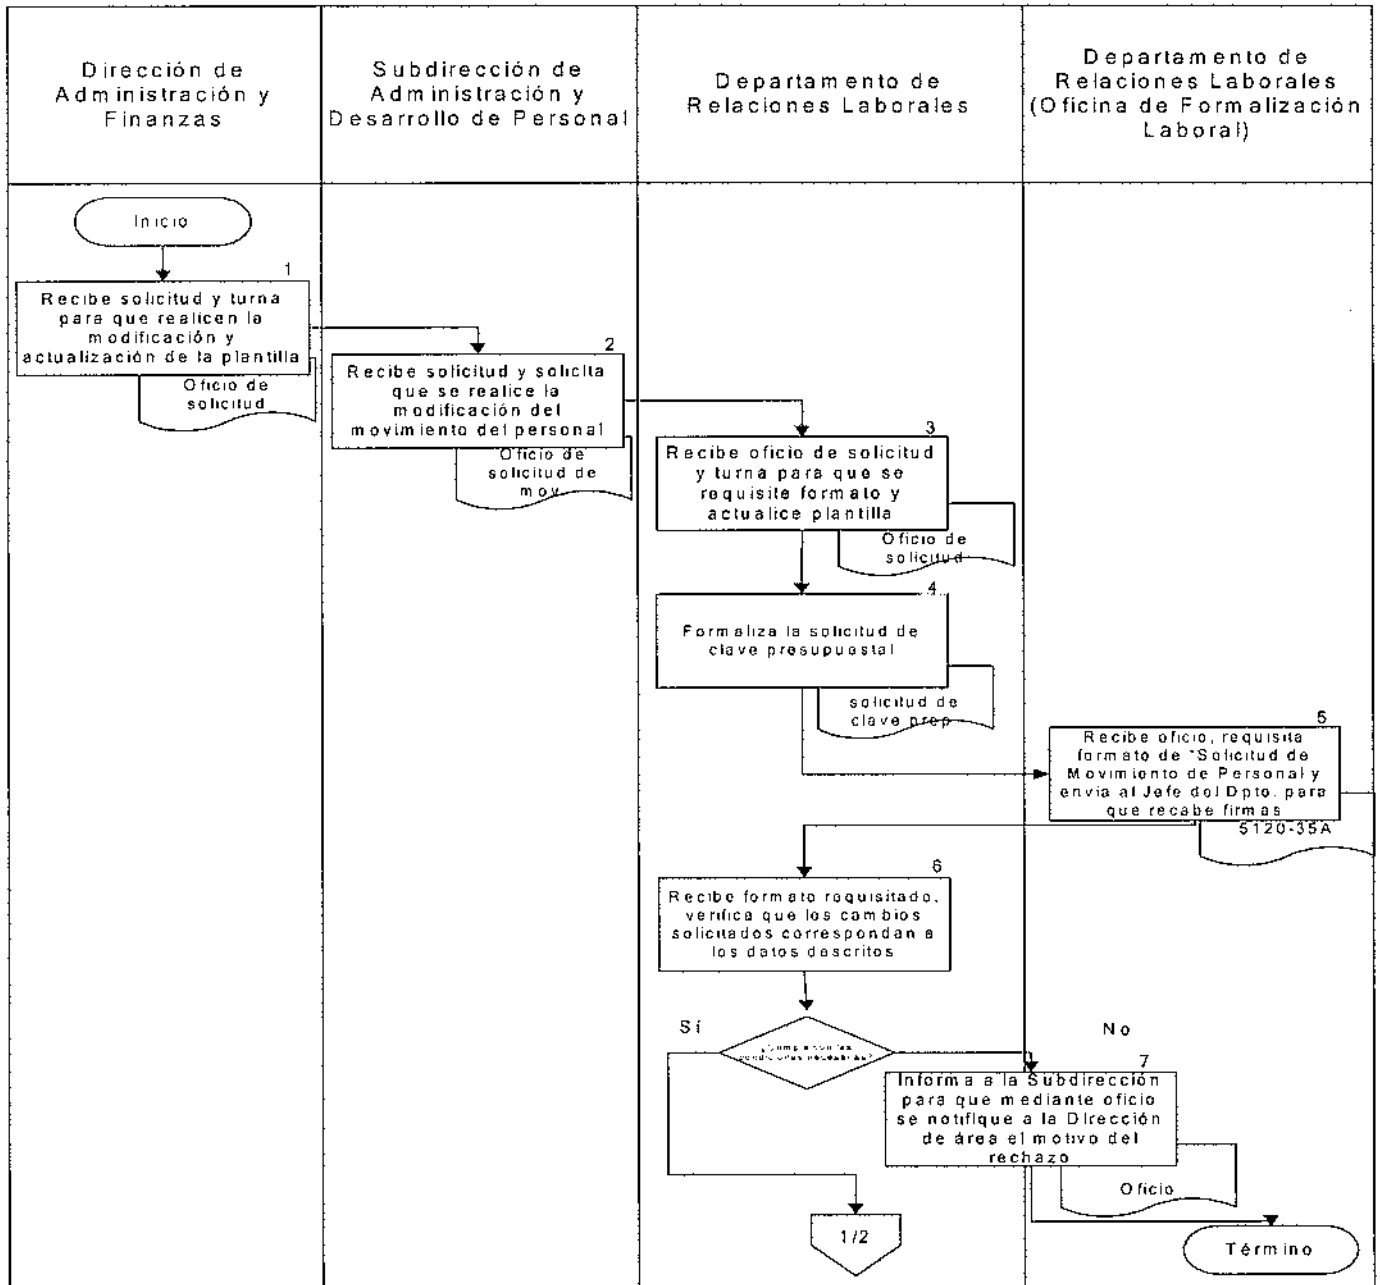 Dirección de
Administración y
Finanzas
Subdirección de
Administración y
Desarrollo de Personal
Departamento de
Relaciones Laborales
Departamento de
Relaciones Laborales
(Oficina de Formalización
Laboral)
Inicio
1
Recibe solicitud y turna
para que realicen la
modificación y
actualización de la plantilla
Oficio de
solicitud
2
Recibe solicitud y solicita
que se realice la
modificación del
movimiento del personal
Oficio de
solicitud de
mov
3
Recibe oficio de solicitud
y turna para que se
requisite formato y
actualice plantilla
Oficio de
solicitud
4
Formaliza la solicitud de
clave presupuestal
solicitud de
clave prep
5
Recibe oficio, requisita
formato de "Solicitud de
Movimiento de Personal y
envia al Jefe del Dpto. para
que recabe firmas
5120-35A
6
Recibe formato requisitado,
verifica que los cambios
solicitados correspondan a
los datos descritos
Sí
¿Cumple con las
condiciones necesarias?
No
7
Informa a la Subdirección
para que mediante oficio
se notifique a la Dirección
de área el motivo del
rechazo
Oficio
1/2
Término